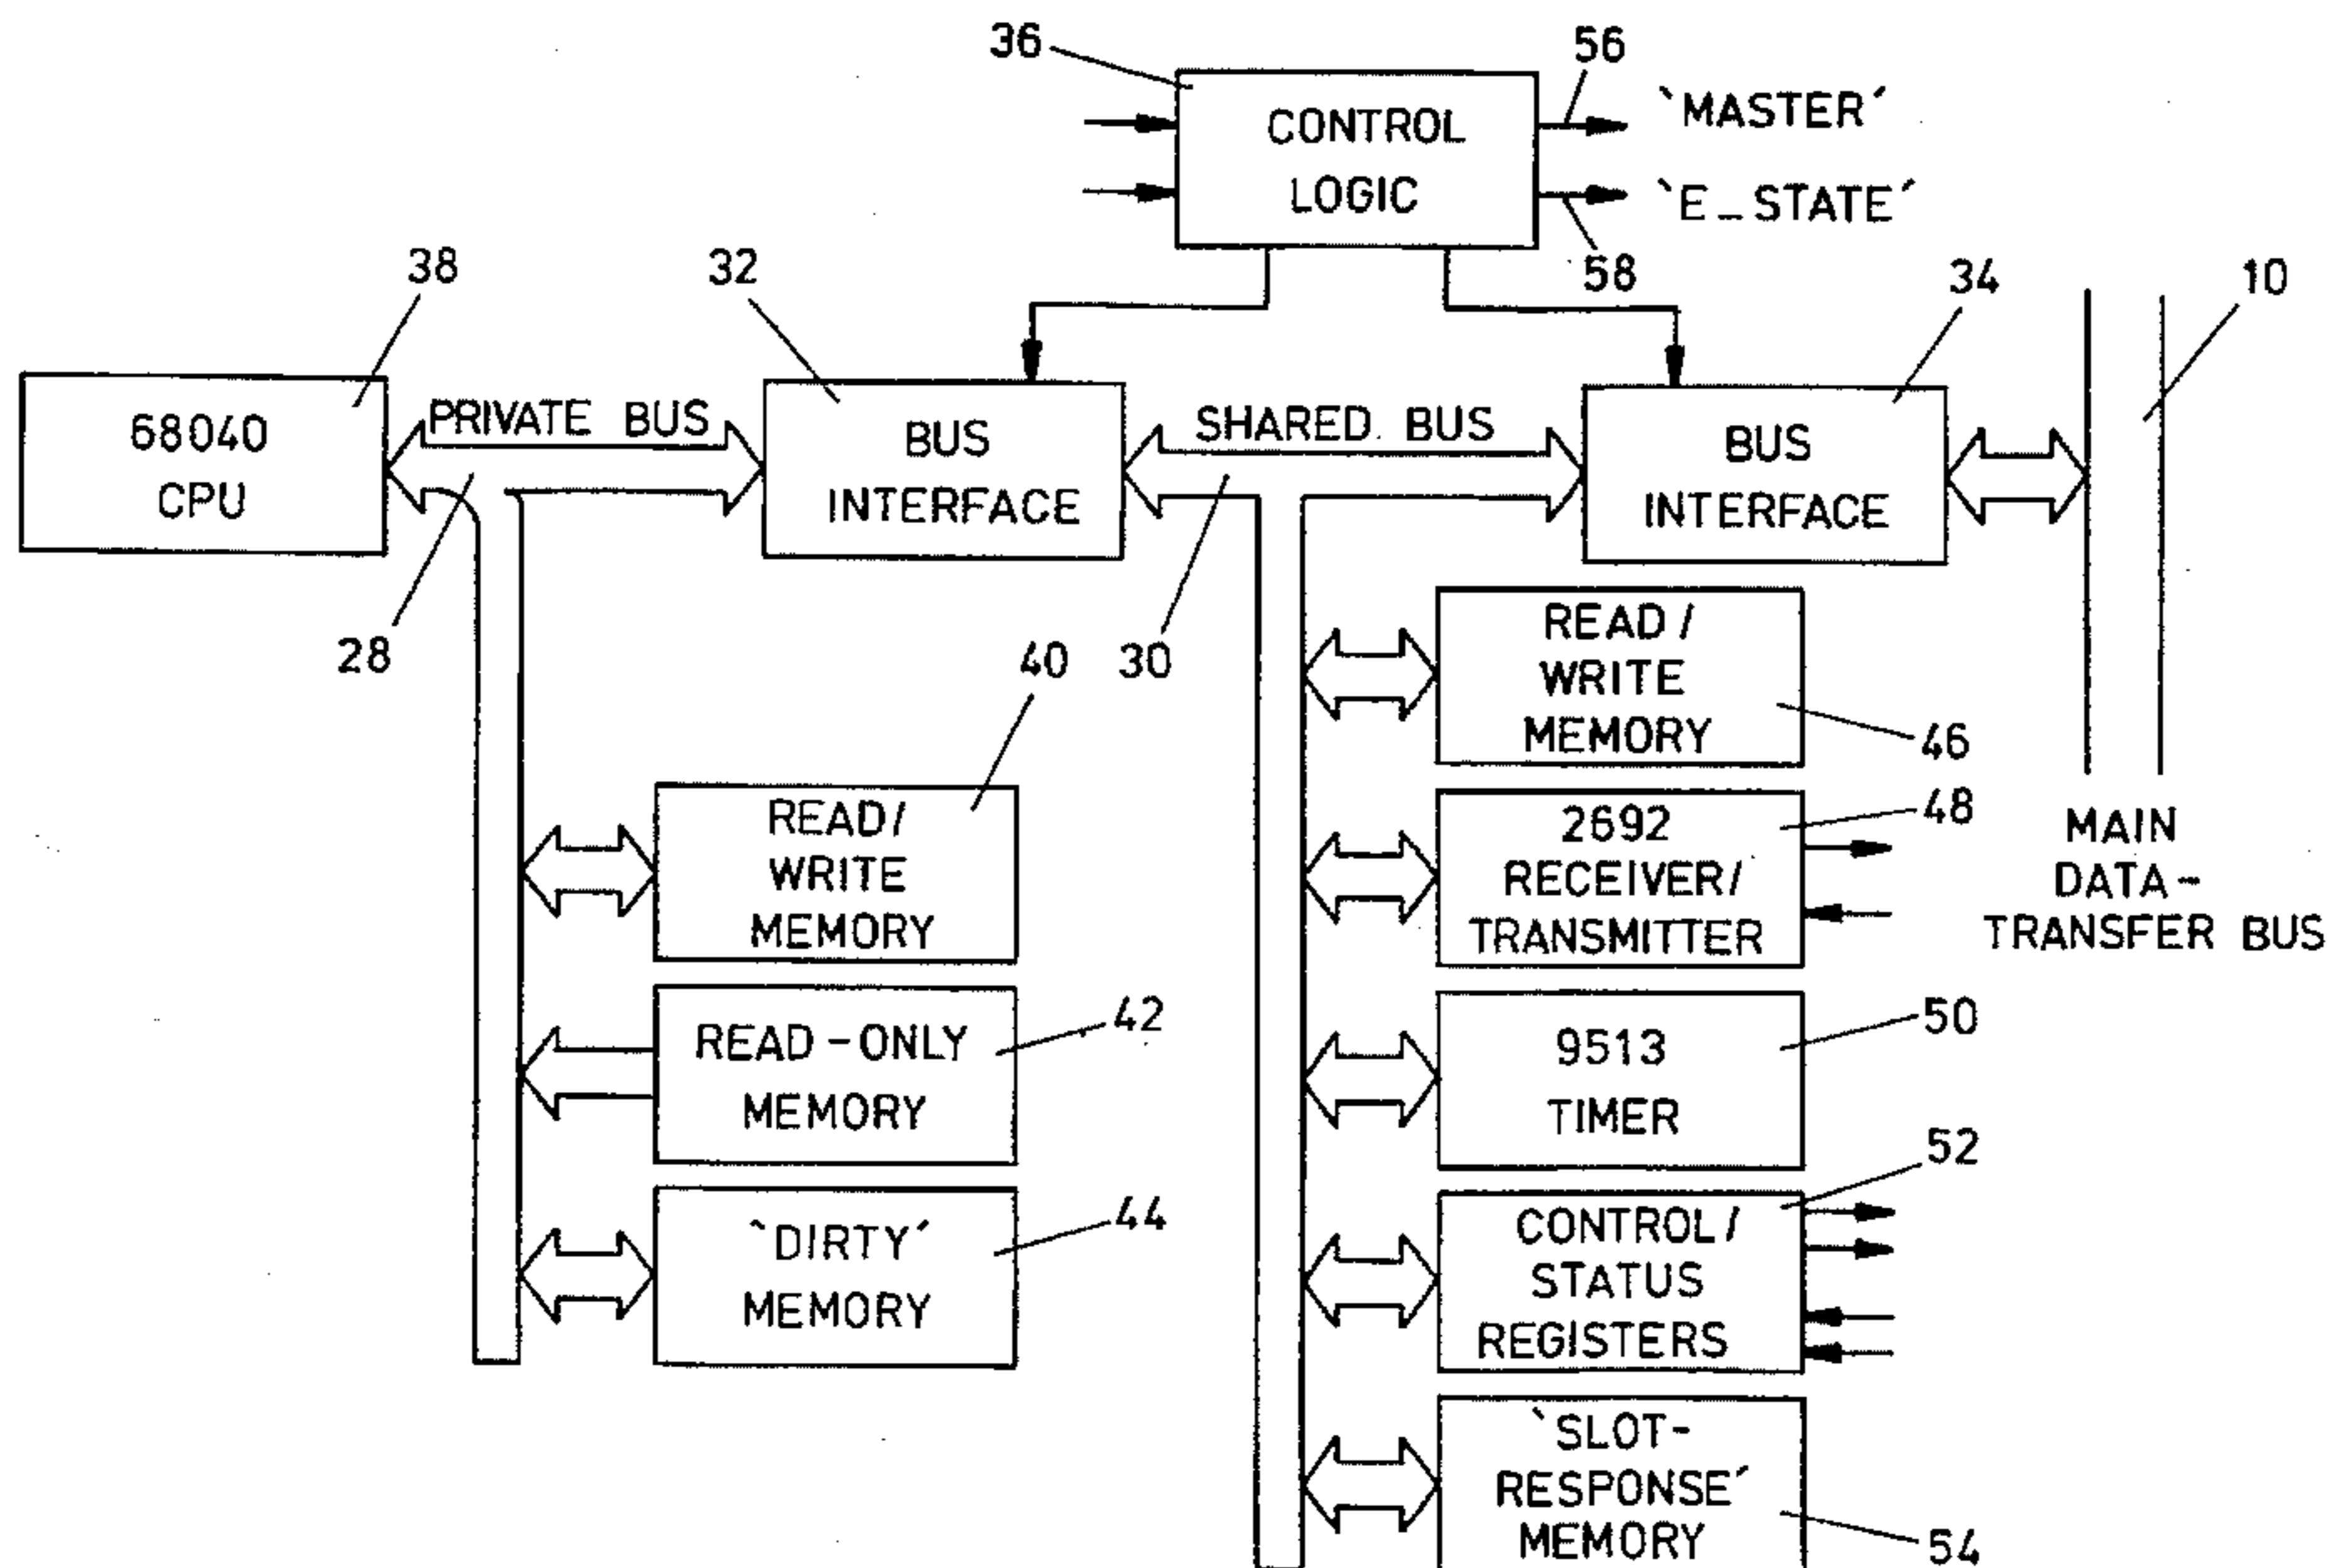 36
56
CONTROL
LOGIC
`MASTER´
`E_STATE´
58
38
32
34
10
68040
CPU
PRIVATE BUS
BUS
INTERFACE
SHARED. BUS
BUS
INTERFACE
28
40
30
READ/
WRITE
MEMORY
46
READ/
WRITE
MEMORY
2692
RECEIVER/
TRANSMITTER
48
MAIN
DATA-
TRANSFER BUS
READ-ONLY
MEMORY
42
9513
TIMER
50
`DIRTY´
MEMORY
44
CONTROL/
STATUS
REGISTERS
52
`SLOT-
RESPONSE´
MEMORY
54